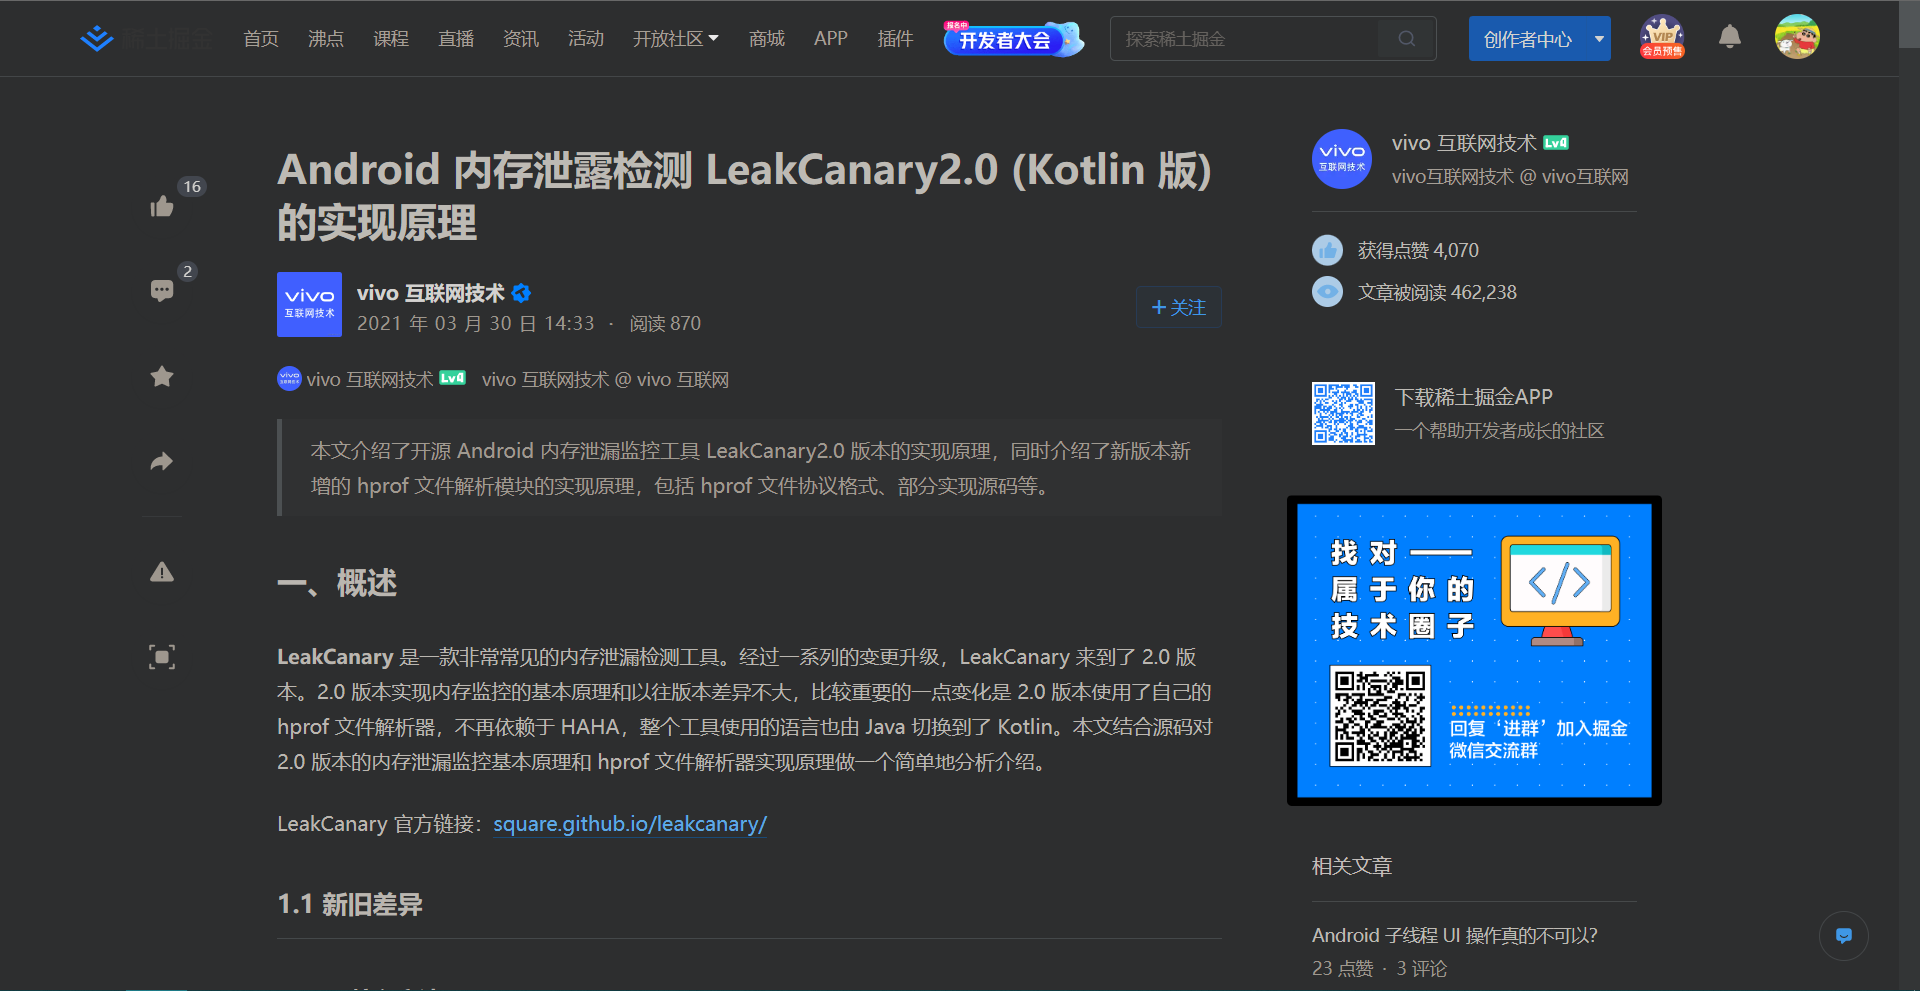 稀土掘金
首页 沸点 课程 直播 资讯 活动 开放社区 商城 APP 插件
报名中
开发者大会
探索稀土掘金
创作者中心
VIP
会员预售
Android 内存泄露检测 LeakCanary2.0 (Kotlin 版)
的实现原理
16
2
vivo
互联网技术
vivo 互联网技术
2021 年 03 月 30 日 14:33 · 阅读 870
+ 关注
vivo 互联网技术 Lv4 vivo 互联网技术 @ vivo 互联网
本文介绍了开源 Android 内存泄漏监控工具 LeakCanary2.0 版本的实现原理，同时介绍了新版本新
增的 hprof 文件解析模块的实现原理，包括 hprof 文件协议格式、部分实现源码等。
一、概述
LeakCanary 是一款非常常见的内存泄漏检测工具。经过一系列的变更升级，LeakCanary 来到了 2.0 版
本。2.0 版本实现内存监控的基本原理和以往版本差异不大，比较重要的一点变化是 2.0 版本使用了自己的
hprof 文件解析器，不再依赖于 HAHA，整个工具使用的语言也由 Java 切换到了 Kotlin。本文结合源码对
2.0 版本的内存泄漏监控基本原理和 hprof 文件解析器实现原理做一个简单地分析介绍。
LeakCanary 官方链接：square.github.io/leakcanary/
1.1 新旧差异
vivo
互联网技术
vivo 互联网技术 Lv4
vivo互联网技术 @ vivo互联网
获得点赞 4,070
文章被阅读 462,238
下载稀土掘金APP
一个帮助开发者成长的社区
找对——
属于你的
技术圈子
</>
回复‘进群’加入掘金
微信交流群
相关文章
Android 子线程 UI 操作真的不可以?
23 点赞 · 3 评论